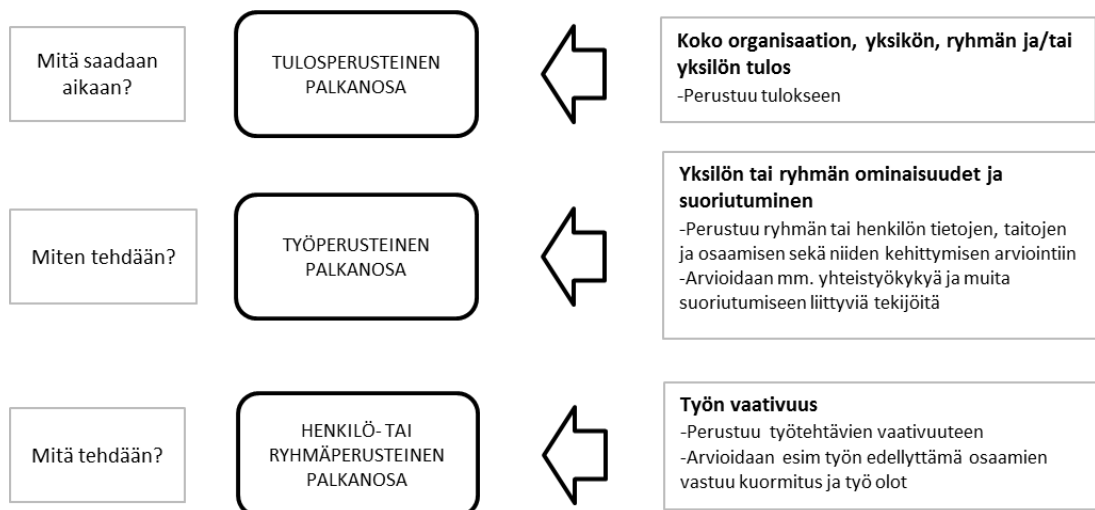 Mitä saadaan
aikaan?
TULOSPERUSTEINEN
PALKANOSA
Koko organisaation, yksikön, ryhmän ja/tai
yksilön tulos
-Perustuu tulokseen
Miten tehdään?
TYÖPERUSTEINEN
PALKANOSA
Yksilön tai ryhmän ominaisuudet ja
suoriutuminen
-Perustuu ryhmän tai henkilön tietojen, taitojen
ja osaamisen sekä niiden kehittymisen arviointiin
-Arvioidaan mm. yhteistyökykyä ja muita
suoriutumiseen liittyviä tekijöitä
Mitä tehdään?
HENKILÖ- TAI
RYHMÄPERUSTEINEN
PALKANOSA
Työn vaativuus
-Perustuu työtehtävien vaativuuteen
-Arvioidaan esim työn edellyttämä osaamien
vastuu kuormitus ja työ olot